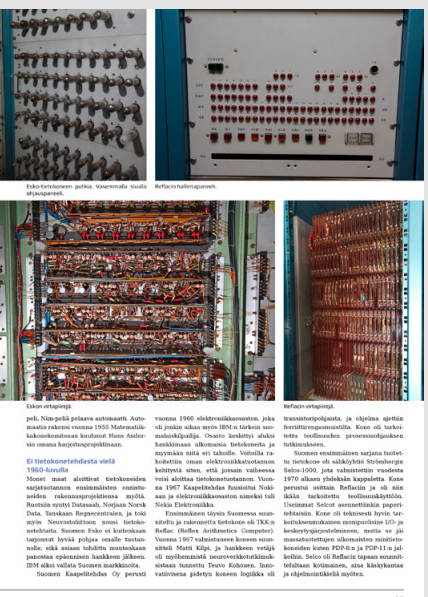 Esko-tietokoneen putkia. Vasemmalla sivulla
ohjauspaneeli.
Reflacin hallintapaneeli.
Eskon virtapiirejä.
Reflacin virtapiirejä.
peli, Nim-peliä pelaava automaatti. Auto-
maatin rakensi vuonna 1955 Matematiik-
kakonekomiteaan kuulunut Hans Ander-
sin omana harjoitusprojektinaan.
Ei tietokonetehdasta vielä
1960-luvulla
Monet maat aloittivat tietokoneiden
sarjatuotannon ensimmäisten omistu-
neiden rakennusprojektiensa myötä.
Ruotsiin syntyi Datasaab, Norjaan Norsk
Data, Tanskaan Regnecentralen, ja toki
myös Neuvostoliittoon nousi tietoko-
netehtaita. Suomen Esko ei kuitenkaan
tarjonnut hyvää pohjaa omalle tuotan-
nolle, eikä asiaan tohdittu muutenkaan
panostaa epäonnisen hankkeen jälkeen.
IBM alkoi vallata Suomen markkinoita.
Suomen Kaapelitehdas Oy perusti
vuonna 1960 elektroniikkaosaston, joka
oli jonkin aikaa myös IBM:n tärkein suo-
malaiskilpailija. Osasto keskittyi aluksi
hankkimaan ulkomaisia tietokoneita ja
myymään niitä eri tahoille. Voitoilla ra-
hoitettiin oman elektroniikkatuotannon
kehitystä siten, että jossain vaiheessa
voisi aloittaa tietokonetuotannon. Vuon-
na 1967 Kaapelitehdas fuusioitui Noki-
aan ja elektroniikkaosaston nimeksi tuli
Nokia Elektroniikka.
Ensimmäinen täysin Suomessa suun-
niteltu ja rakennettu tietokone oli TKK:n
Reflac (Reflex Arithmetics Computer).
Vuonna 1967 valmistuneen koneen suun-
nitteli Matti Kilpi, ja hankkeen vetäjä
oli myöhemmistä neuroverkkotutkimuk-
sistaan tunnettu Teuvo Kohonen. Inno-
vatiivisena pidetyn koneen logiikka oli
transistoripohjaista, ja ohjelma ajettiin
ferriittirengasmuistilta. Kone oli tarkoi-
tettu teollisuuden prosessinohjauksen
tutkimukseen.
Suomen ensimmäinen sarjana tuotet-
tu tietokone oli sähköyhtiö Strömbergin
Selco-1000, jota valmistettiin vuodesta
1970 alkaen yhdeksän kappaletta. Kone
perustui osittain Reflaciin ja oli niin
ikään tarkoitettu teollisuuskäyttöön.
Useimmat Selcot asennettiinkin paperi-
tehtaisiin. Kone oli teknisesti hyvin tar-
koituksenmukainen monipuolisine I/O- ja
keskeytysjärjestelmineen, mutta se jäi
massatuotettujen ulkomaisten minitieto-
koneiden kuten PDP-8:n ja PDP-11:n jal-
koihin. Selco oli Reflacin tapaan suunnit-
telultaan kotimainen, aina käskykantaa
ja ohjelmointikieliä myöten.